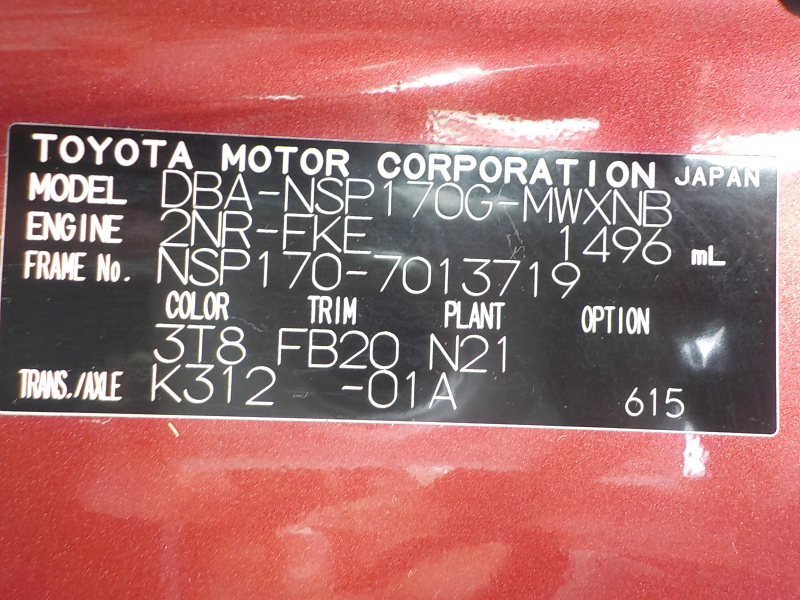 TOYOTA MOTOR CORPORATION JAPAN
MODEL DBA-NSP170G-MWXNB
ENGINE 2NR-FKE 1496 mL
FRAME No. NSP170-7013719
COLOR TRIM PLANT OPTION
3T8 FB20 N21
TRANS./AXLE K312 -01A 615